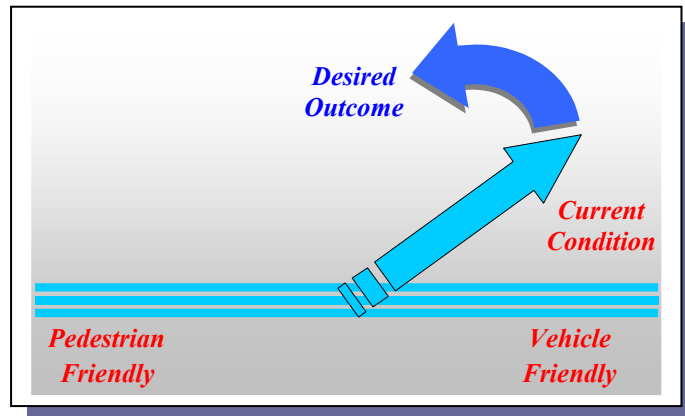 Desired
Outcome
Current
Condition
Pedestrian
Friendly
Vehicle
Friendly